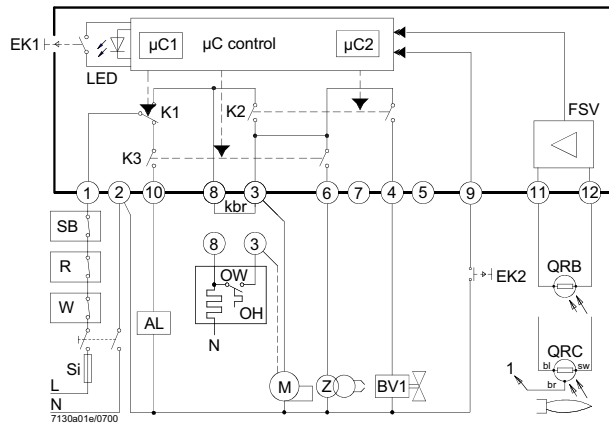 EK1
LED
µC1
µC control
µC2
K1
K2
K3
FSV
1
2
10
8
3
6
7
4
5
9
11
12
kbr
SB
R
W
Si
L
N
AL
8
3
OW
OH
N
M
Z
BV1
EK2
QRB
QRC
bl
sw
br
1
7130a01e/0700